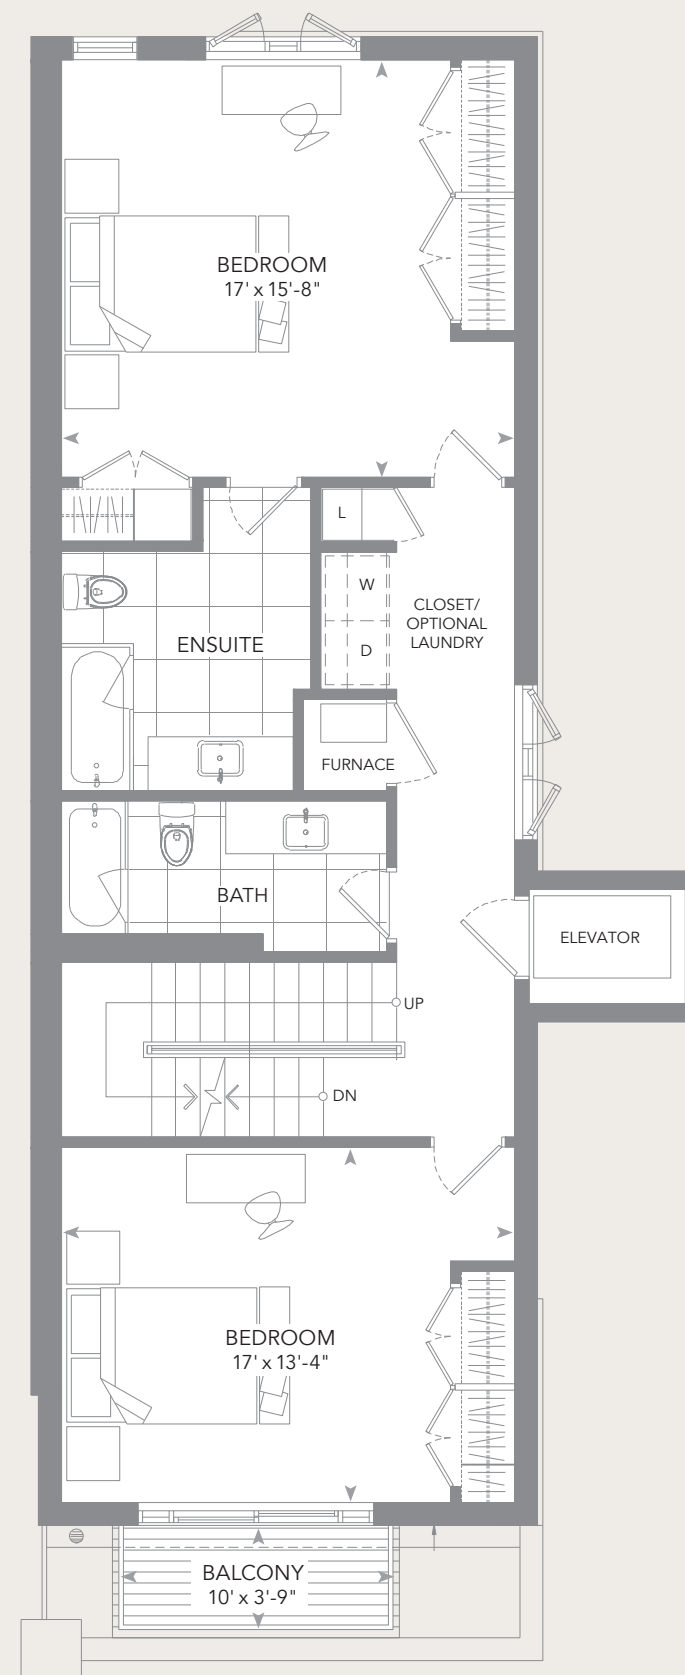 BEDROOM
17' x 15'-8"
L
W
D
CLOSET/
OPTIONAL
LAUNDRY
ENSUITE
FURNACE
BATH
ELEVATOR
UP
DN
BEDROOM
17' x 13'-4"
BALCONY
10' x 3'-9"